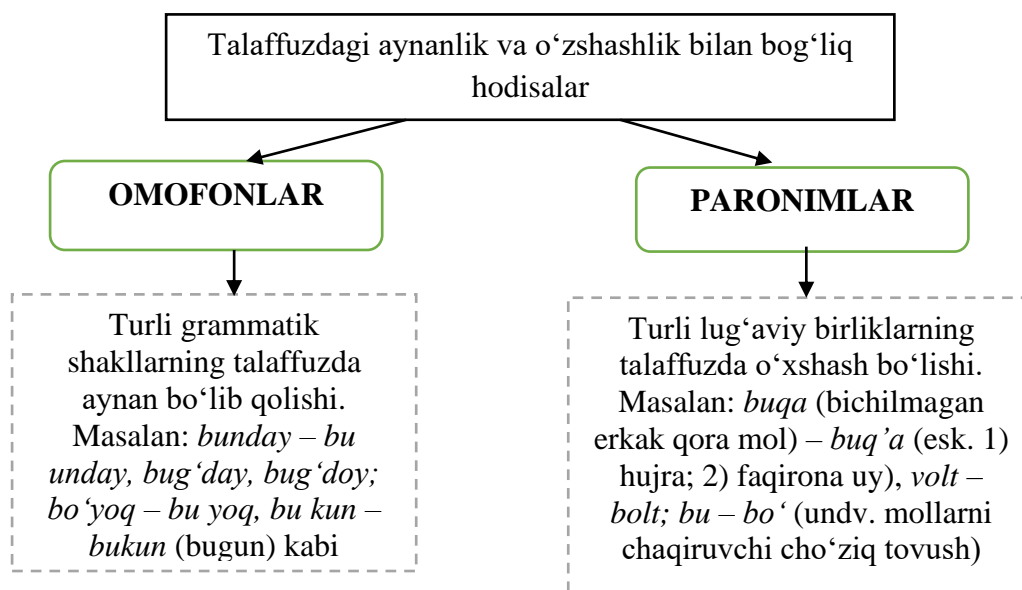 Talaffuzdagi aynanlik va o‘zshashlik bilan bog‘liq
hodisalar
OMOFONLAR
Turli grammatik
shakllarning talaffuzda
aynan bo‘lib qolishi.
Masalan: bunday – bu
unday, bug‘day, bug‘doy;
bo‘yoq – bu yoq, bu kun –
bukun (bugun) kabi
PARONIMLAR
Turli lug‘aviy birliklarning
talaffuzda o‘xshash bo‘lishi.
Masalan: buqa (bichilmagan
erkak qora mol) – buq’a (esk. 1)
hujra; 2) faqirona uy), volt –
bolt; bu – bo‘ (undv. mollarni
chaqiruvchi cho‘ziq tovush)